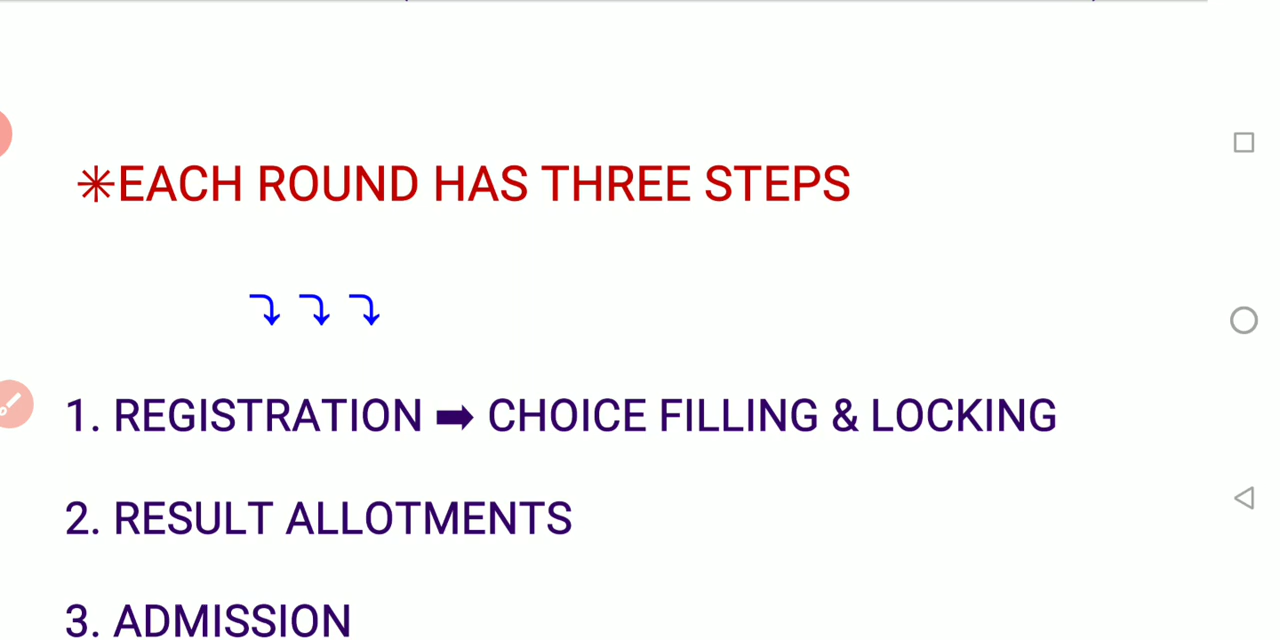 ✳EACH ROUND HAS THREE STEPS
⤵ ⤵ ⤵
1. REGISTRATION ➡ CHOICE FILLING & LOCKING
2. RESULT ALLOTMENTS
3. ADMISSION